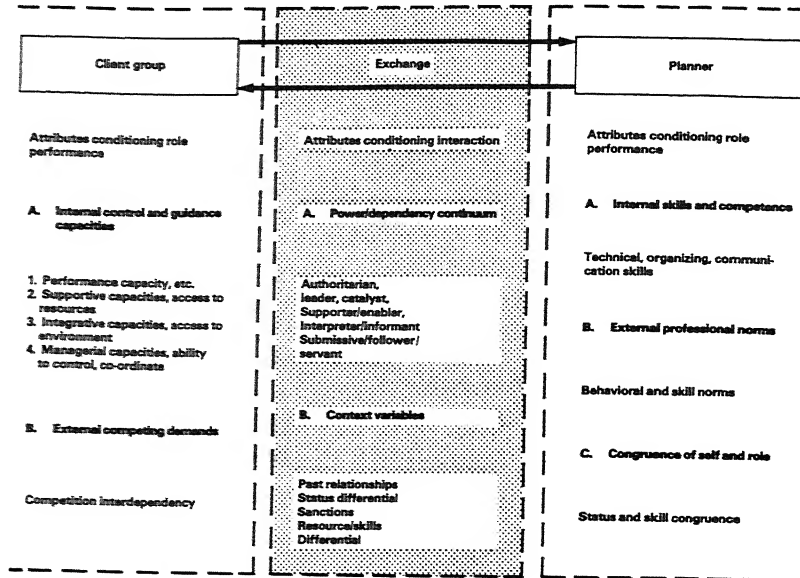 Client group
Attributes conditioning role
performance
A. Internal control and guidance
capacities
1. Performance capacity, etc.
2. Supportive capacities, access to
resources
3. Integrative capacities, access to
environment
4. Managerial capacities, ability
to control, co-ordinate
B. External competing demands
Competition interdependency
Exchange
Attributes conditioning interaction
A. Power/dependency continuum
Authoritarian,
leader, catalyst,
Supporter/enabler,
Interpreter/informant
Submissive/follower/
servant
B. Context variables
Past relationships
Status differential
Sanctions
Resource/skills
Differential
Planner
Attributes conditioning role
performance
A. Internal skills and competence
Technical, organizing, communi-
cation skills
B. External professional norms
Behavioral and skill norms
C. Congruence of self and role
Status and skill congruence